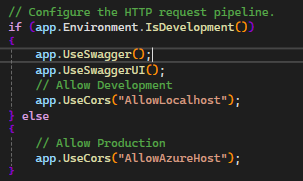 // Configure the HTTP request pipeline.
if (app.Environment.IsDevelopment())
{
    app.UseSwagger();
    app.UseSwaggerUI();
    // Allow Development
    app.UseCors("AllowLocalhost");
} else
{
    // Allow Production
    app.UseCors("AllowAzureHost");
}